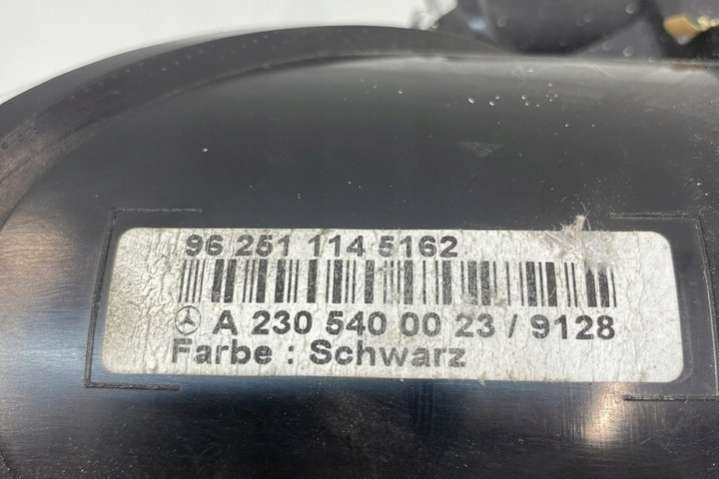 96 251 114 5162
A 230 540 00 23 / 9128
Farbe : Schwarz